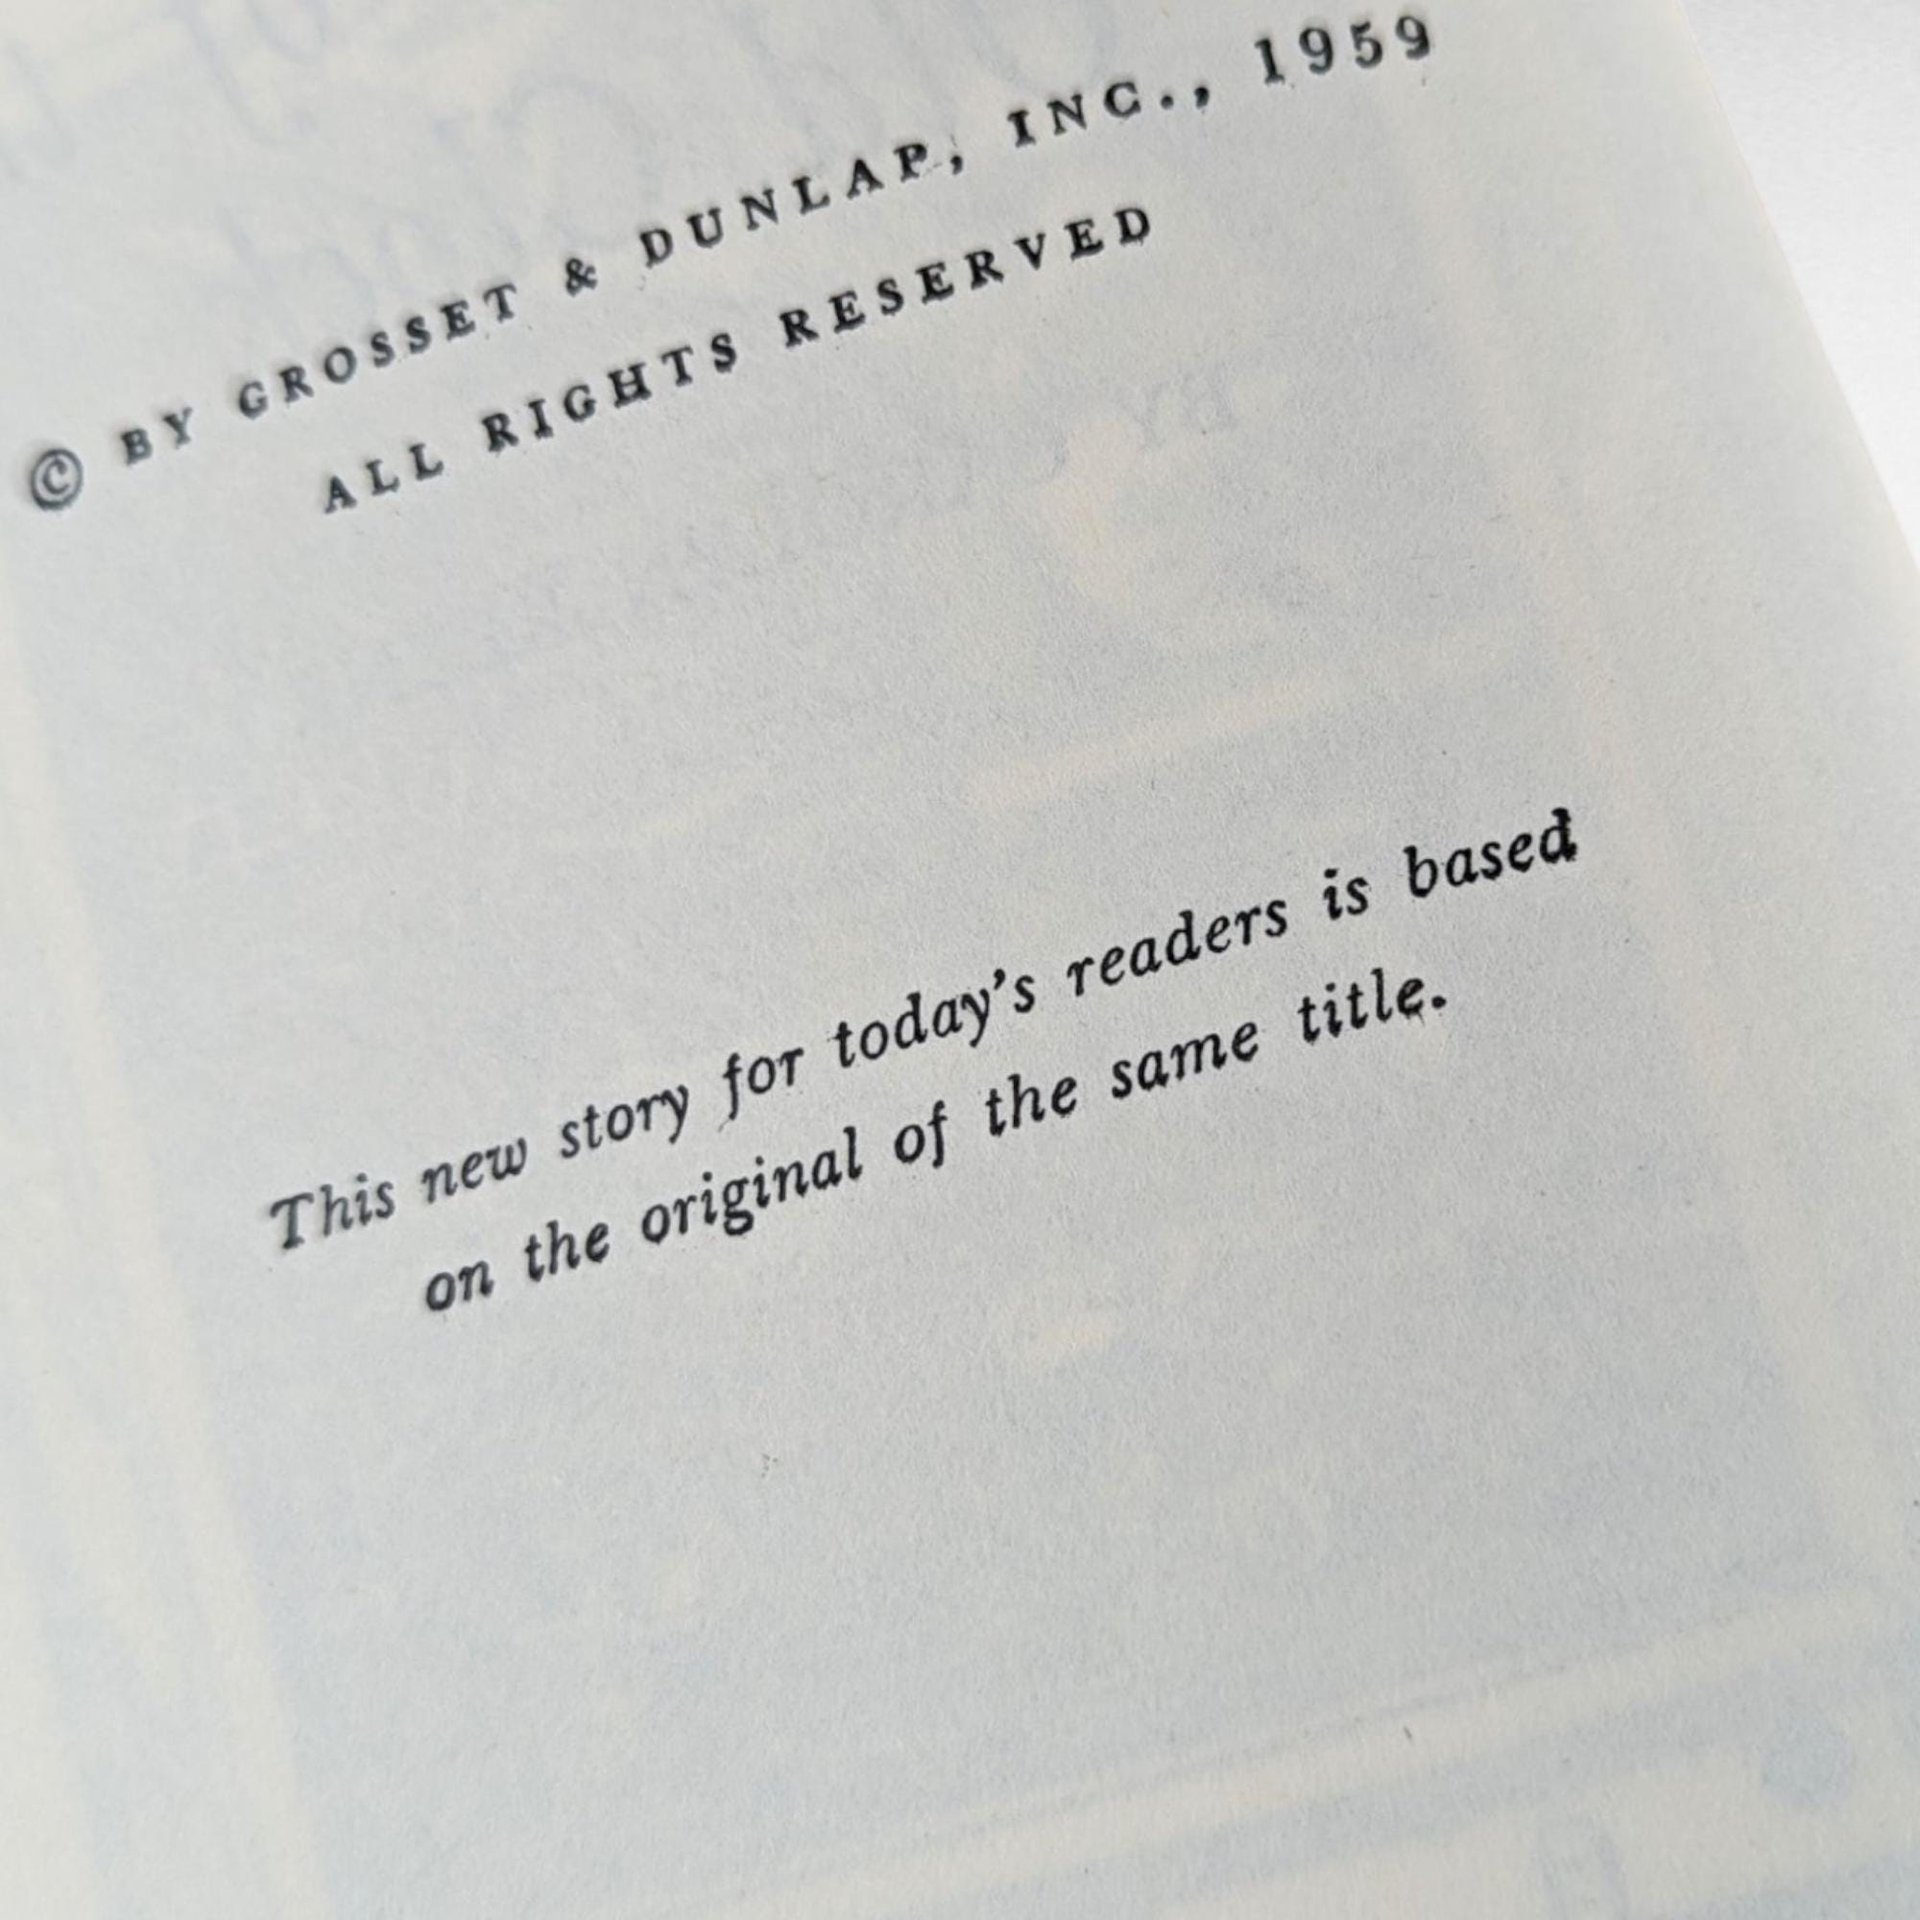 © BY GROSSET & DUNLAP, INC., 1959
ALL RIGHTS RESERVED
BY
This new story for today's readers is based
on the original of the same title.